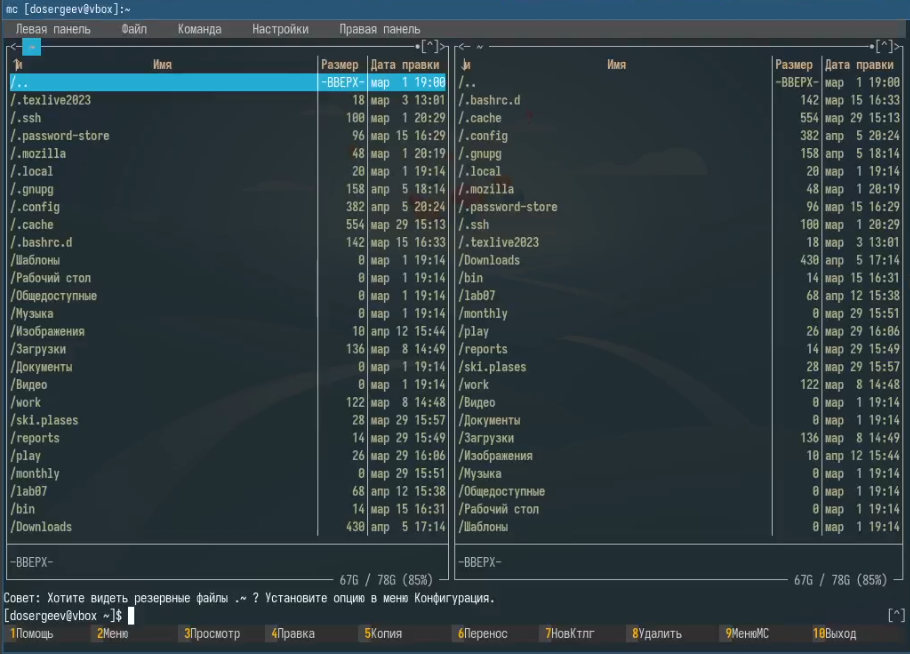 mc [dosergeev@vbox]:~
Левая панель Файл Команда Настройки Правая панель
<- ~ •[^]>
'и Имя Размер Дата правки
/.. -ВВЕРХ- мар 1 19:00
/.texlive2023 18 мар 3 13:01
/.ssh 100 мар 1 20:29
/.password-store 96 мар 15 16:29
/.mozilla 48 мар 1 20:19
/.local 20 мар 1 19:14
/.gnupg 158 апр 5 18:14
/.config 382 апр 5 20:24
/.cache 554 мар 29 15:13
/.bashrc.d 142 мар 15 16:33
/Шаблоны 0 мар 1 19:14
/Рабочий стол 0 мар 1 19:14
/Общедоступные 0 мар 1 19:14
/Музыка 0 мар 1 19:14
/Изображения 10 апр 12 15:44
/Загрузки 136 мар 8 14:49
/Документы 0 мар 1 19:14
/Видео 0 мар 1 19:14
/work 122 мар 8 14:48
/ski.plases 28 мар 29 15:57
/reports 14 мар 29 15:49
/play 26 мар 29 16:06
/monthly 0 мар 29 15:51
/lab07 68 апр 12 15:38
/bin 14 мар 15 16:31
/Downloads 430 апр 5 17:14
-ВВЕРХ-
67G / 78G (85%)
<- ~ •[^]>
.и Имя Размер Дата правки
/.. -ВВЕРХ- мар 1 19:00
/.bashrc.d 142 мар 15 16:33
/.cache 554 мар 29 15:13
/.config 382 апр 5 20:24
/.gnupg 158 апр 5 18:14
/.local 20 мар 1 19:14
/.mozilla 48 мар 1 20:19
/.password-store 96 мар 15 16:29
/.ssh 100 мар 1 20:29
/.texlive2023 18 мар 3 13:01
/Downloads 430 апр 5 17:14
/bin 14 мар 15 16:31
/lab07 68 апр 12 15:38
/monthly 0 мар 29 15:51
/play 26 мар 29 16:06
/reports 14 мар 29 15:49
/ski.plases 28 мар 29 15:57
/work 122 мар 8 14:48
/Видео 0 мар 1 19:14
/Документы 0 мар 1 19:14
/Загрузки 136 мар 8 14:49
/Изображения 10 апр 12 15:44
/Музыка 0 мар 1 19:14
/Общедоступные 0 мар 1 19:14
/Рабочий стол 0 мар 1 19:14
/Шаблоны 0 мар 1 19:14
-ВВЕРХ-
67G / 78G (85%)
Совет: Хотите видеть резервные файлы .~ ? Установите опцию в меню Конфигурация.
[dosergeev@vbox ~]$ [^]
1Помощь 2Меню 3Просмотр 4Правка 5Копия 6Перенос 7НовКтлг 8Удалить 9МенюMC 10Выход